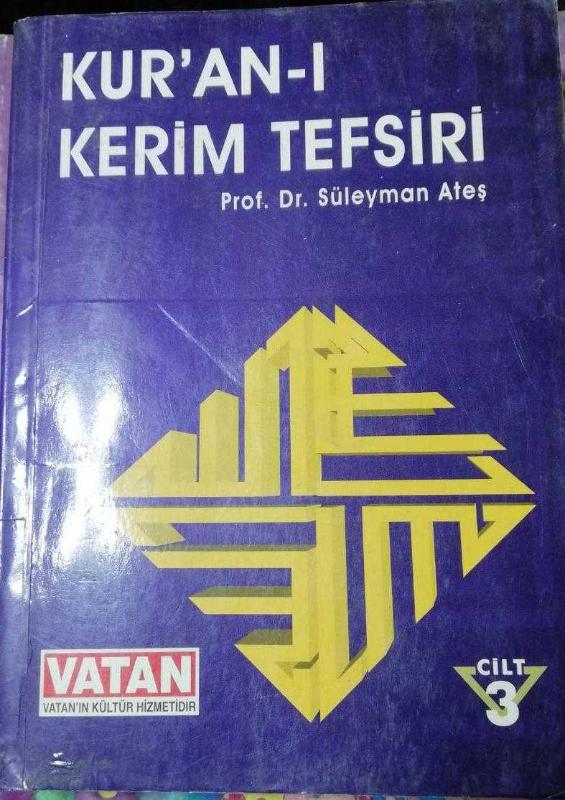 KUR'AN-I
KERİM TEFSİRİ
Prof. Dr. Süleyman Ateş
VATAN
VATAN'IN KÜLTÜR HİZMETİDİR
CİLT
3